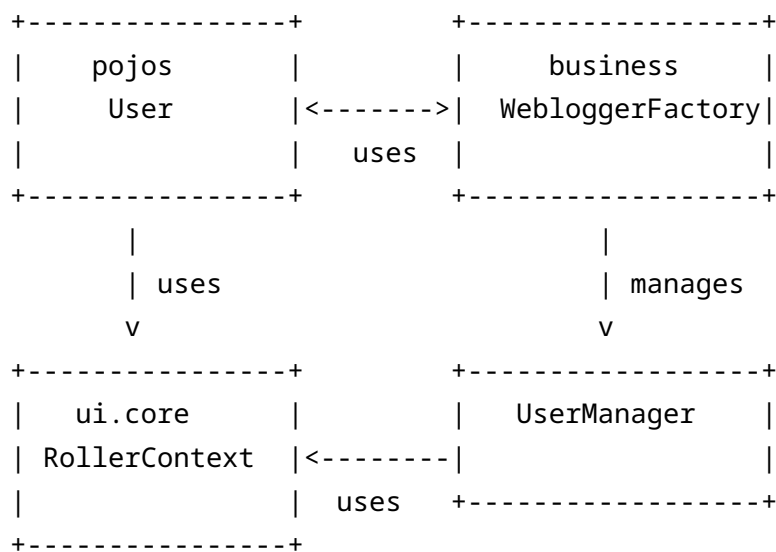 pojos business
User WebloggerFactory
uses
uses manages
ui.core UserManager
RollerContext
uses